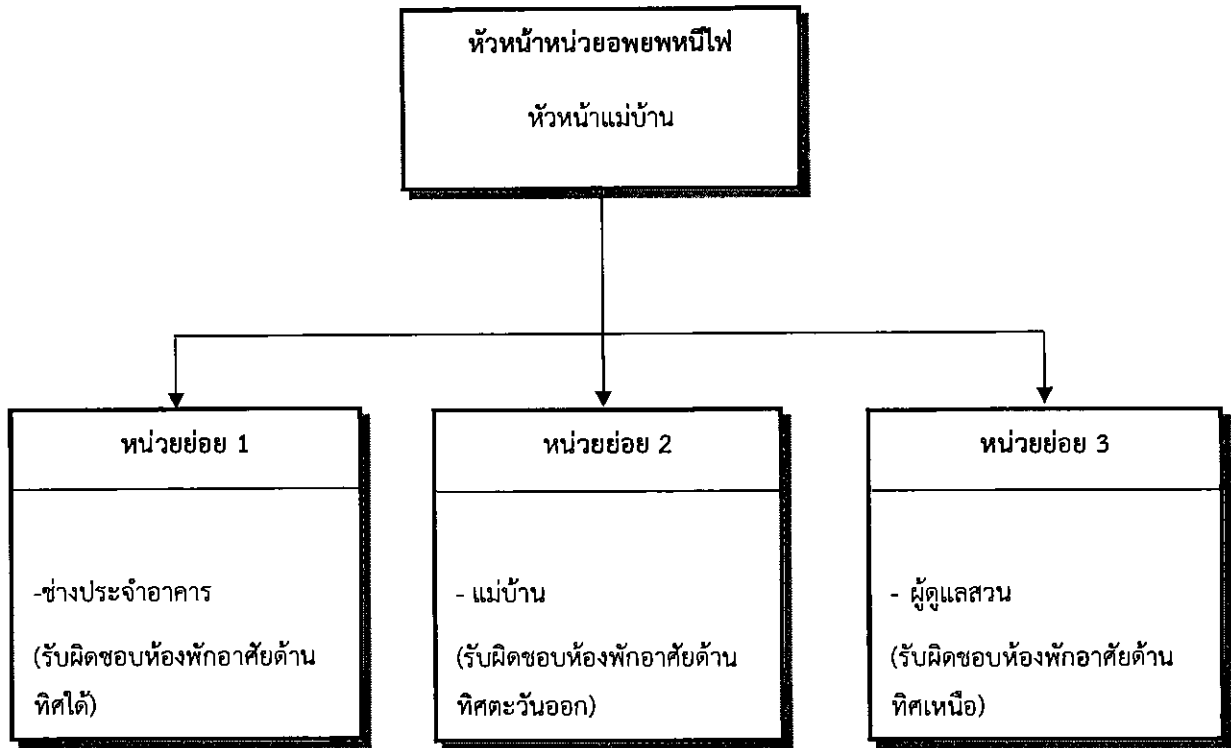 หัวหน้าหน่วยอพยพหนีไฟ
หัวหน้าแม่บ้าน
หน่วยย่อย 1
-ช่างประจำอาคาร
(รับผิดชอบห้องพักอาศัยด้าน
ทิศใต้)
หน่วยย่อย 2
- แม่บ้าน
(รับผิดชอบห้องพักอาศัยด้าน
ทิศตะวันออก)
หน่วยย่อย 3
- ผู้ดูแลสวน
(รับผิดชอบห้องพักอาศัยด้าน
ทิศเหนือ)